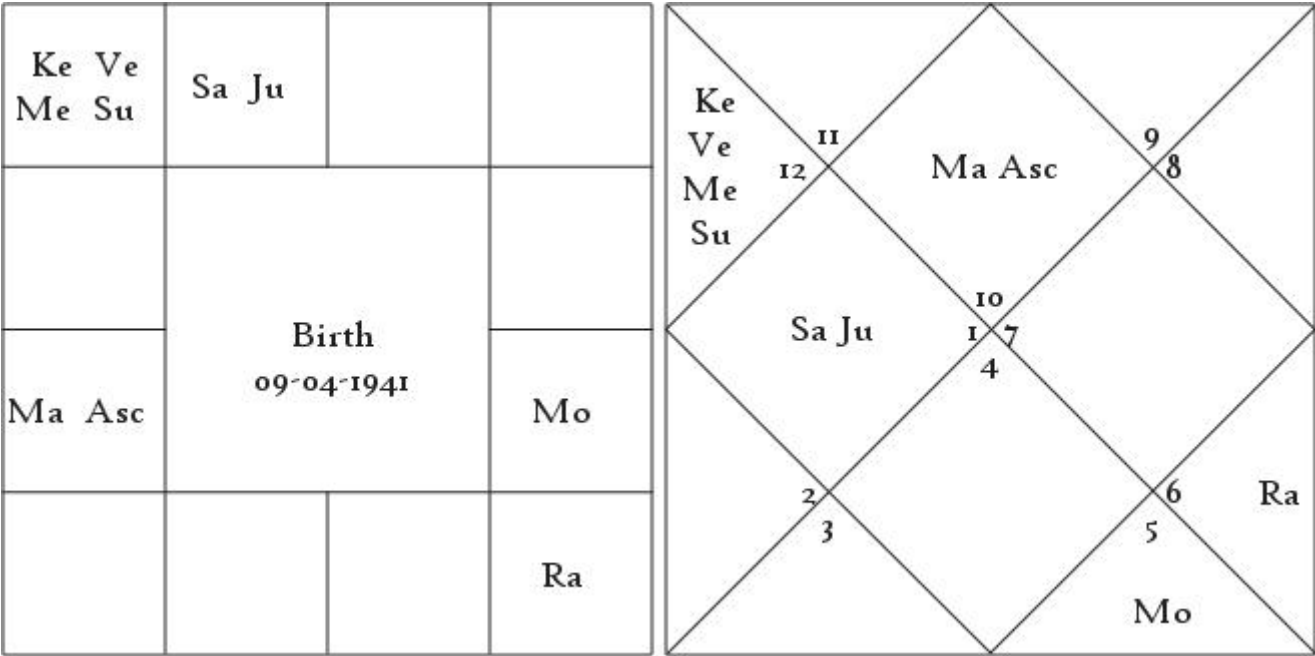 Ke Ve
Me Su
Sa Ju
Birth
09-04-1941
Ma Asc
Mo
Ra
Ke
Ve
Me
Su
11
12
Ma Asc
9
8
Sa Ju
10
1 7
4
2
3
6
5
Ra
Mo